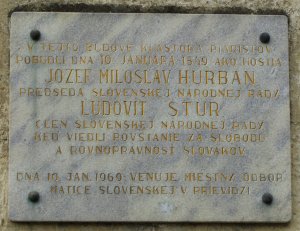 V TEJTO BUDOVE KLÁŠTORA PIARISTOV
POBUDLI DŇA 10. JANUÁRA 1849 AKO HOSTIA
JOZEF MILOSLAV HURBAN
PREDSEDA SLOVENSKEJ NÁRODNEJ RADY
ĽUDOVÍT ŠTÚR
ČLEN SLOVENSKEJ NÁRODNEJ RADY
KEĎ VIEDLI POVSTANIE ZA SLOBODU
A ROVNOPRÁVNOSŤ SLOVÁKOV
DŇA 10. JAN. 1969 VENUJE MIESTNY ODBOR
MATICE SLOVENSKEJ V PRIEVIDZI